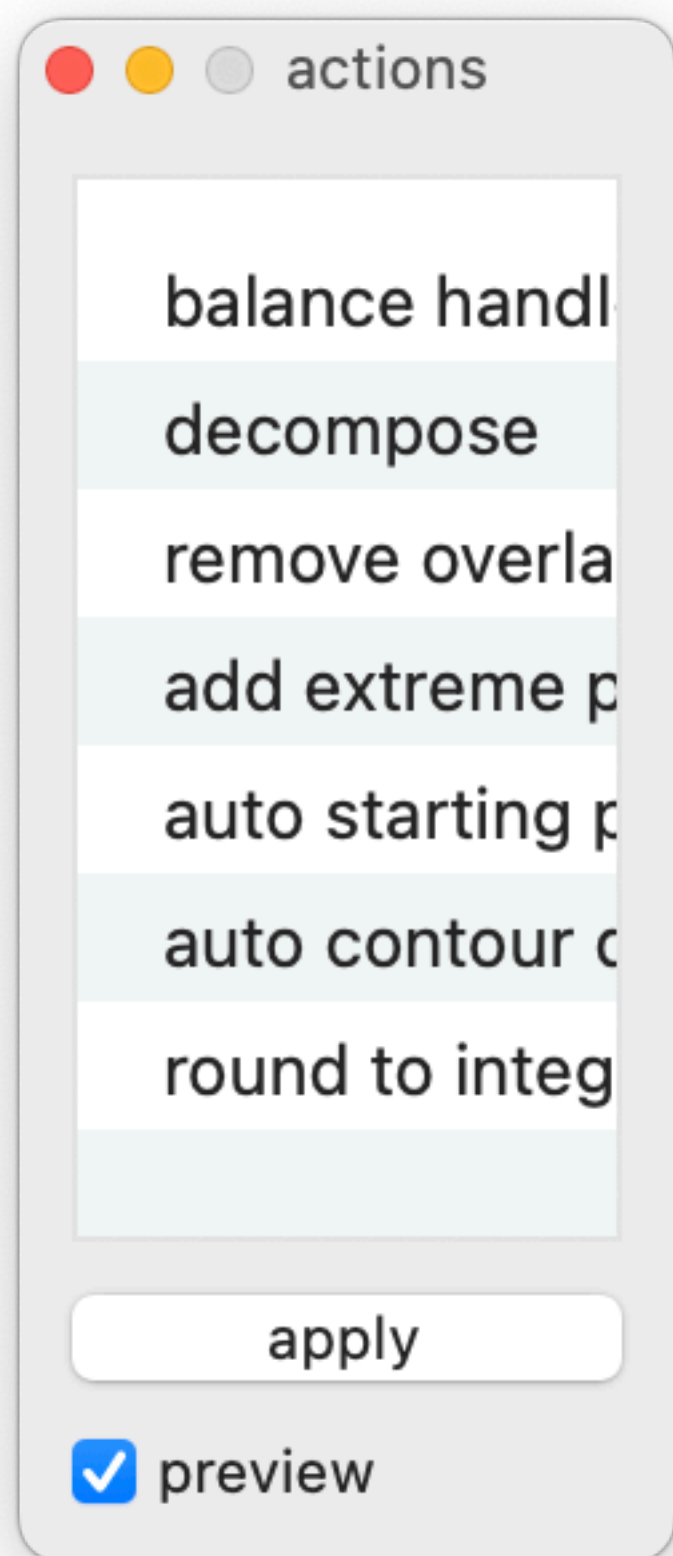 actions
balance handl
decompose
remove overla
add extreme p
auto starting p
auto contour
round to integ
apply
preview